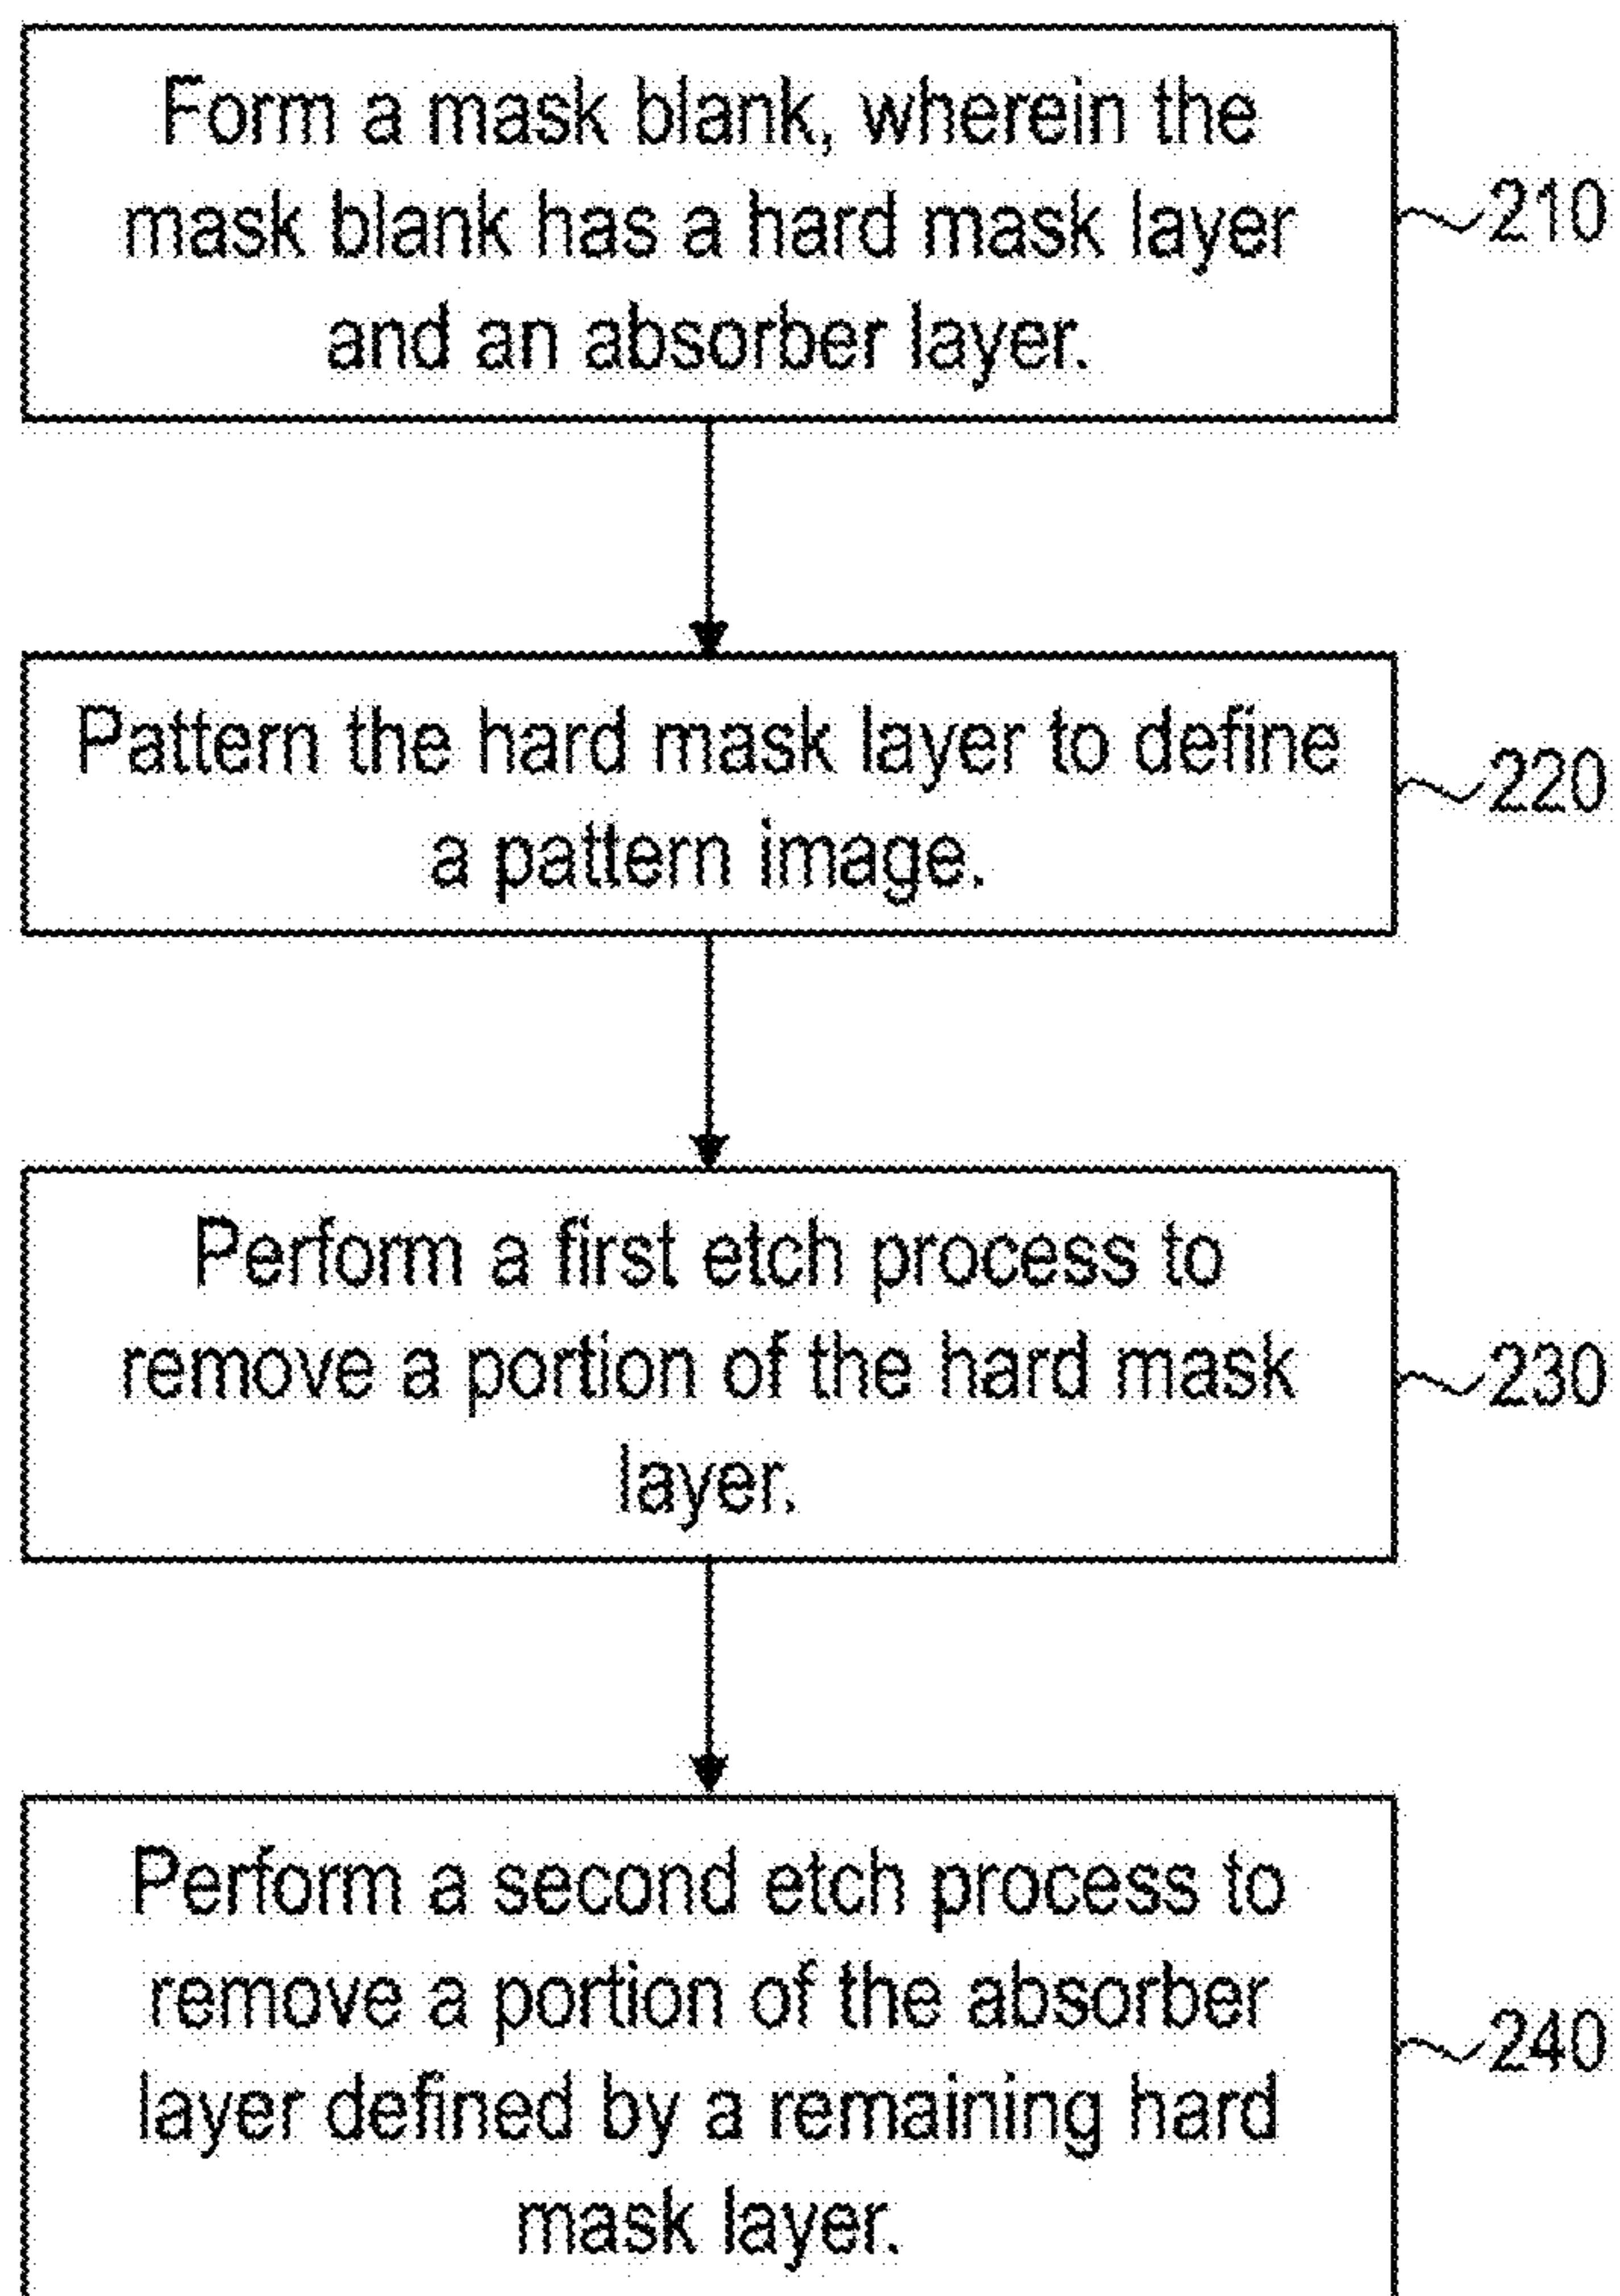 Form a mask blank, wherein the
mask blank has a hard mask layer
and an absorber layer.
210
Pattern the hard mask layer to define
a pattern image.
220
Perform a first etch process to
remove a portion of the hard mask
layer.
230
Perform a second etch process to
remove a portion of the absorber
layer defined by a remaining hard
mask layer.
240